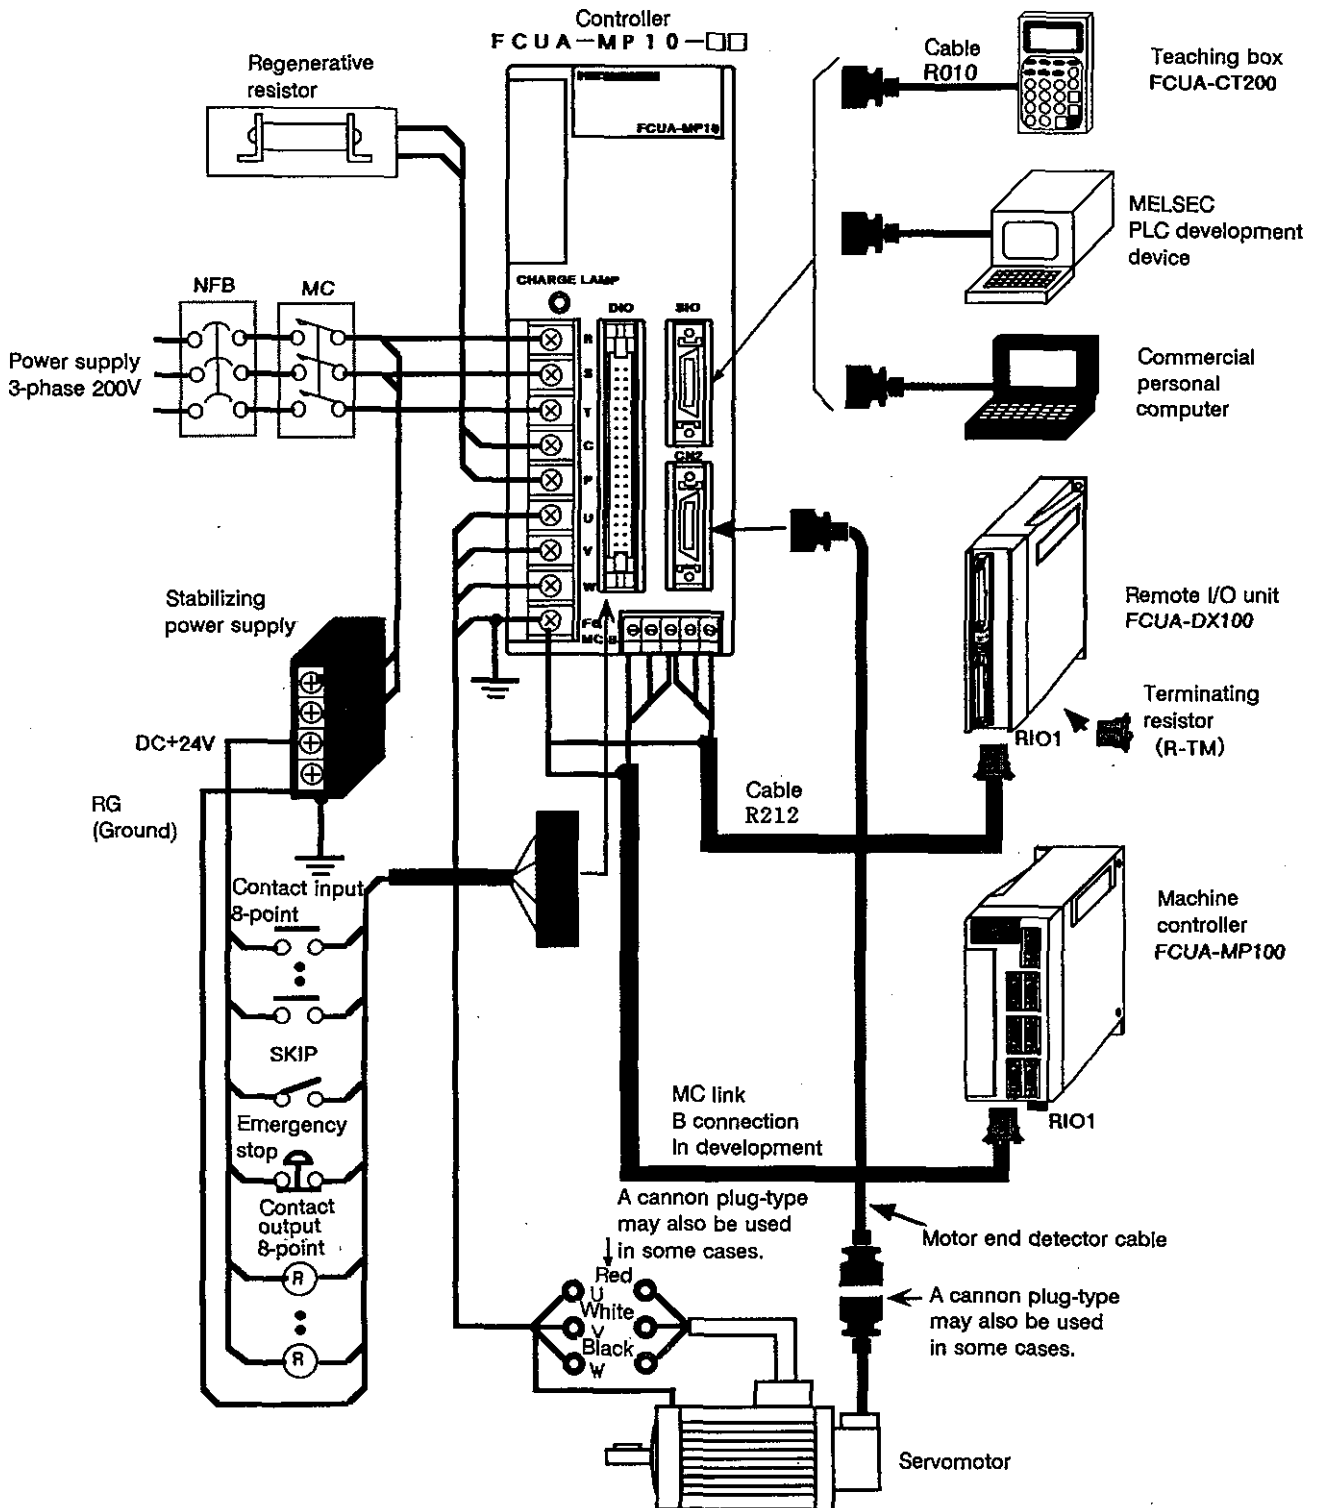 Controller
FCUA-MP10-□□
Regenerative
resistor
FCUA-MP10
Cable
R010
Teaching box
FCUA-CT200
MELSEC
PLC development
device
Commercial
personal
computer
CHARGE LAMP
DIO
SIO
CN2
NFB
MC
Power supply
3-phase 200V
R
S
T
C
P
U
V
W
FG
MC-B
Stabilizing
power supply
DC+24V
RG
(Ground)
Remote I/O unit
FCUA-DX100
Terminating
resistor
(R-TM)
RIO1
Cable
R212
Contact input
8-point
SKIP
Emergency
stop
Contact
output
8-point
R
R
Machine
controller
FCUA-MP100
RIO1
MC link
B connection
In development
A cannon plug-type
may also be used
in some cases.
Red
U
White
V
Black
W
Motor end detector cable
A cannon plug-type
may also be used
in some cases.
Servomotor